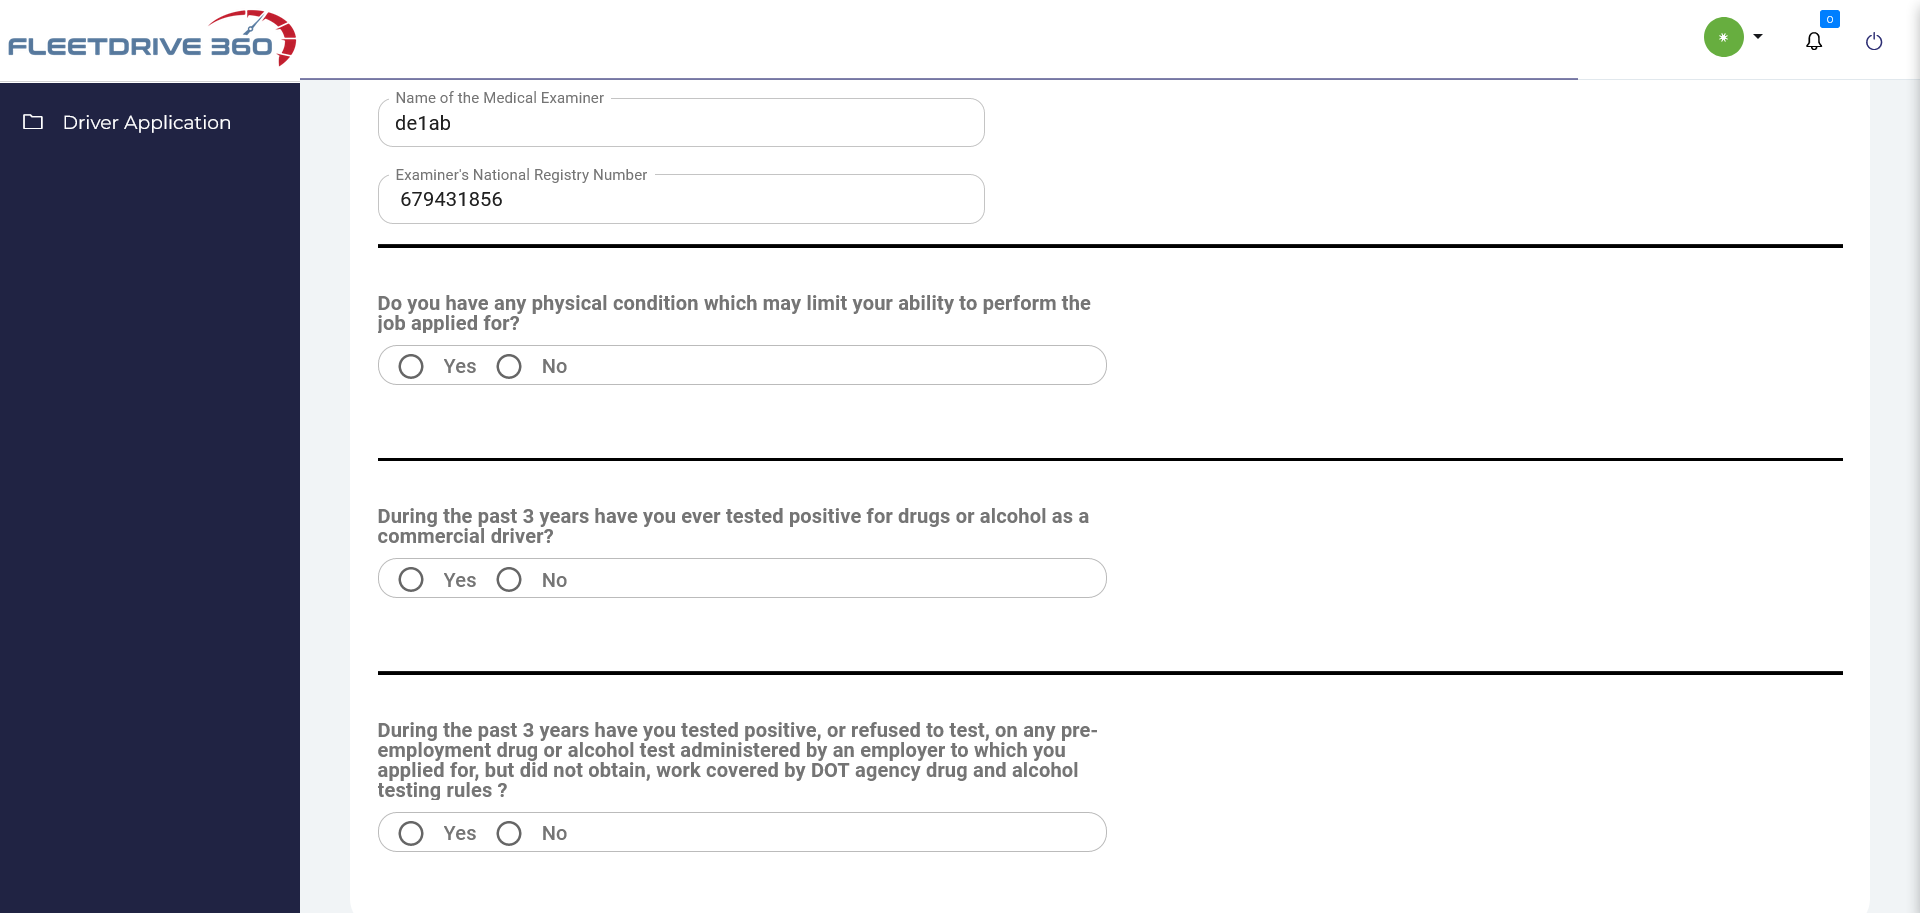 FLEETDRIVE 360
0
Driver Application
Name of the Medical Examiner
de1ab
Examiner's National Registry Number
679431856
Do you have any physical condition which may limit your ability to perform the
job applied for?
Yes No
During the past 3 years have you ever tested positive for drugs or alcohol as a
commercial driver?
Yes No
During the past 3 years have you tested positive, or refused to test, on any pre-
employment drug or alcohol test administered by an employer to which you
applied for, but did not obtain, work covered by DOT agency drug and alcohol
testing rules ?
Yes No